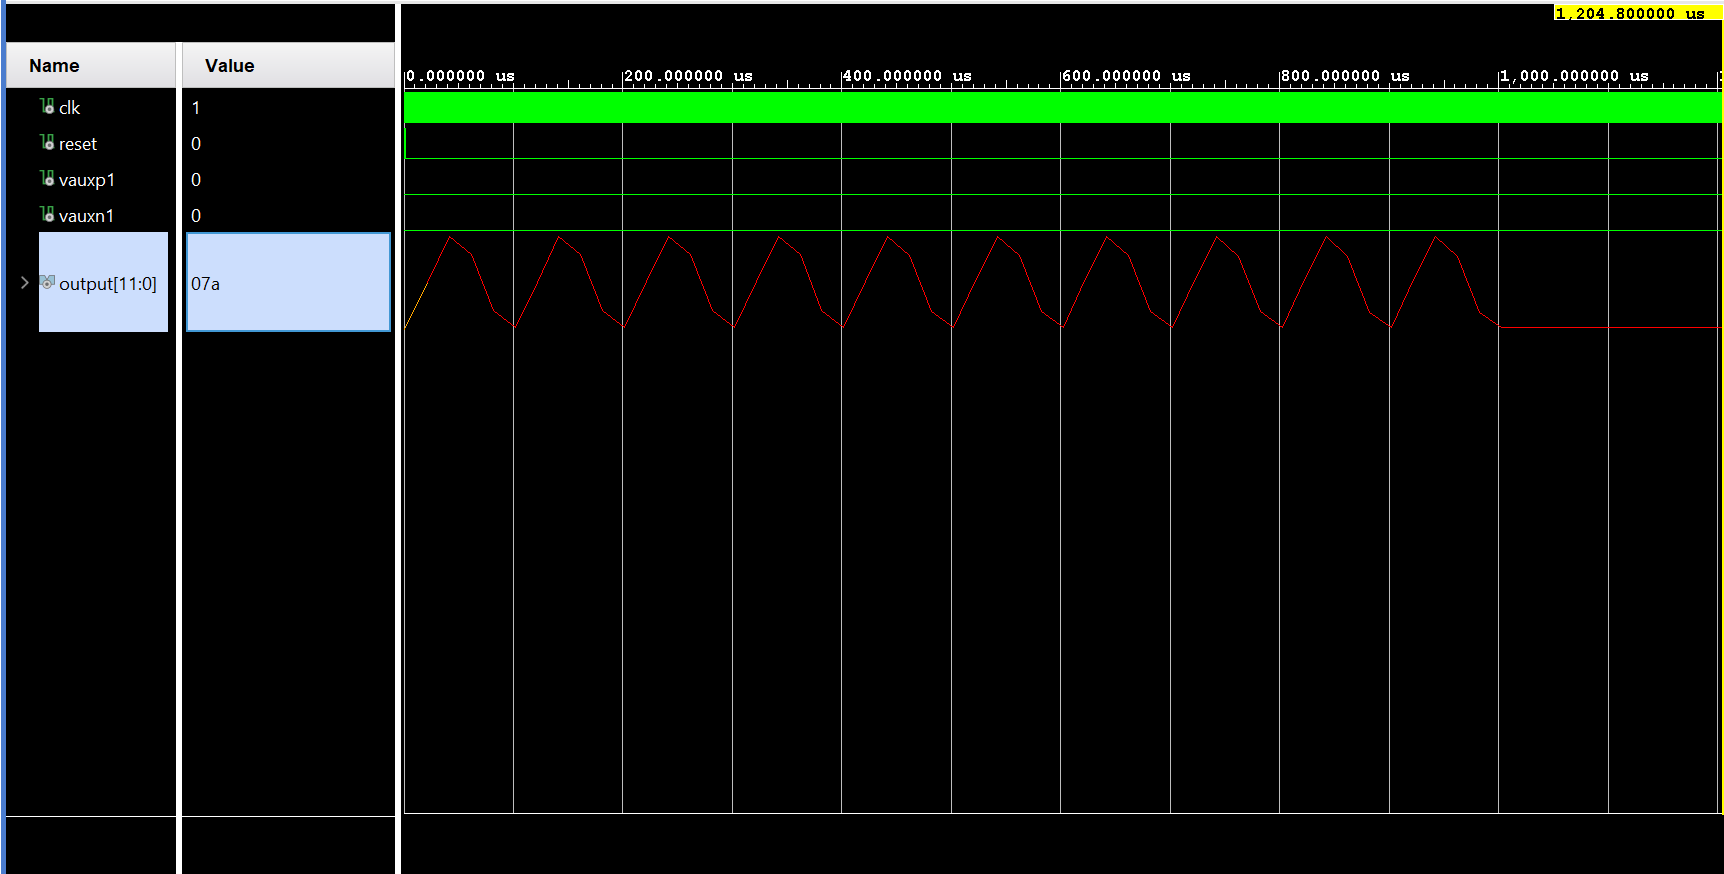 1,204.800000 us
Name Value
0.000000 us 200.000000 us 400.000000 us 600.000000 us 800.000000 us 1,000.000000 us
clk 1
reset 0
vauxp1 0
vauxn1 0
output[11:0] 07a